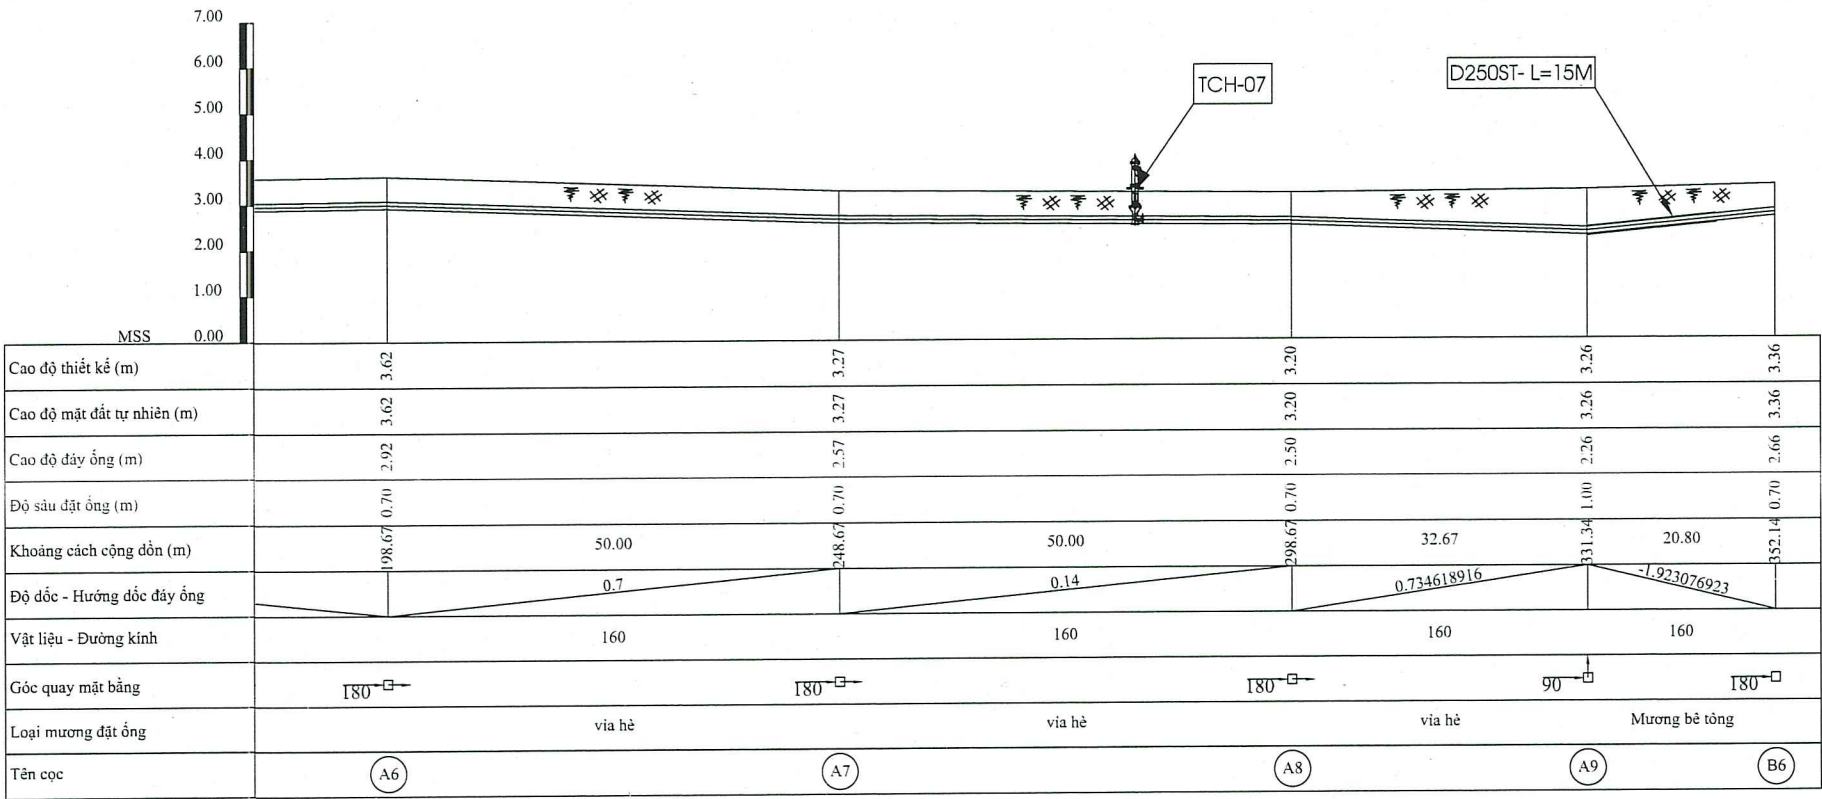 7.00
6.00
5.00
4.00
3.00
2.00
1.00
MSS 0.00
TCH-07
D250ST- L=15M
Cao độ thiết kế (m) 3.62 3.27 3.20 3.26 3.36
Cao độ mặt đất tự nhiên (m) 3.62 3.27 3.20 3.26 3.36
Cao độ đáy ống (m) 2.92 2.57 2.50 2.26 2.66
Độ sâu đặt ống (m) 0.70 0.70 0.70 1.00 0.70
Khoảng cách cộng dồn (m) 198.67 50.00 248.67 50.00 298.67 32.67 331.34 20.80 352.14
Độ dốc - Hướng dốc đáy ống 0.7 0.14 0.734618916 -1.923076923
Vật liệu - Đường kính 160 160 160 160
Góc quay mặt bằng 180 180 180 90 180
Loại mương đặt ống vỉa hè vỉa hè vỉa hè Mương bê tông
Tên cọc A6 A7 A8 A9 B6